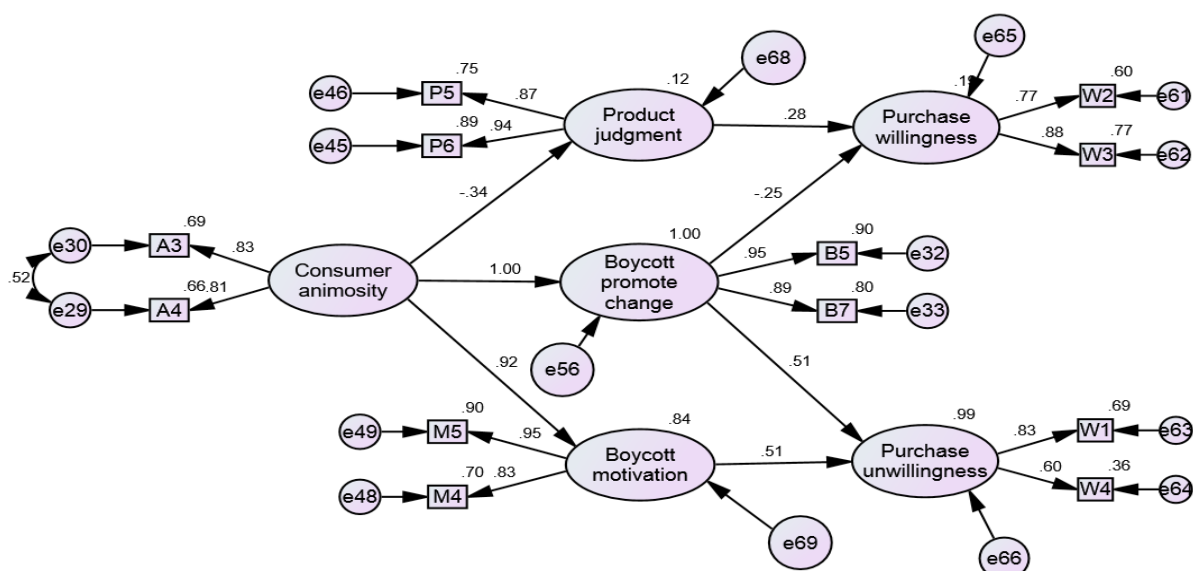 e65
e68
.75
.12
.19
.60
e46
P5
.87
.77
W2
e61
Product
judgment
.28
Purchase
willingness
.89
.94
.88
.77
e45
P6
W3
e62
-.34
-.25
.69
1.00
.90
e30
A3
.83
.95
B5
e32
Consumer
animosity
1.00
Boycott
promote
change
.52
.66
.81
.89
.80
e29
A4
B7
e33
.92
e56
.51
.90
.84
.99
.69
e49
M5
.95
.83
W1
e63
Boycott
motivation
.51
Purchase
unwillingness
.70
.83
.60
.36
e48
M4
W4
e64
e69
e66